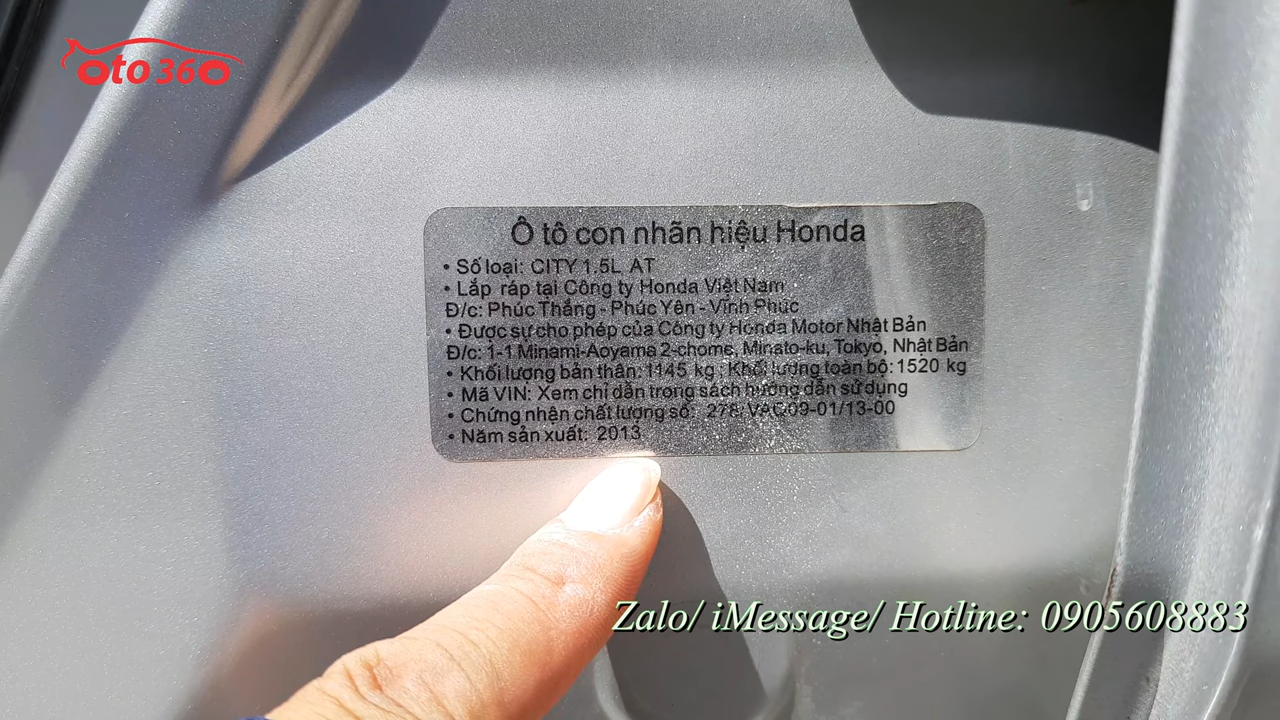 oto360
Ô tô con nhãn hiệu Honda
• Số loại: CITY 1.5L AT
• Lắp ráp tại Công ty Honda Việt Nam
Đ/c: Phúc Thắng - Phúc Yên - Vĩnh Phúc
• Được sự cho phép của Công ty Honda Motor Nhật Bản
Đ/c: 1-1 Minami-Aoyama 2-chome, Minato-ku, Tokyo, Nhật Bản
• Khối lượng bản thân: 1145 kg ; Khối lượng toàn bộ: 1520 kg
• Mã VIN: Xem chỉ dẫn trong sách hướng dẫn sử dụng
• Chứng nhận chất lượng số: 278/VAQ09-01/13-00
• Năm sản xuất: 2013
Zalo/ iMessage/ Hotline: 0905608883